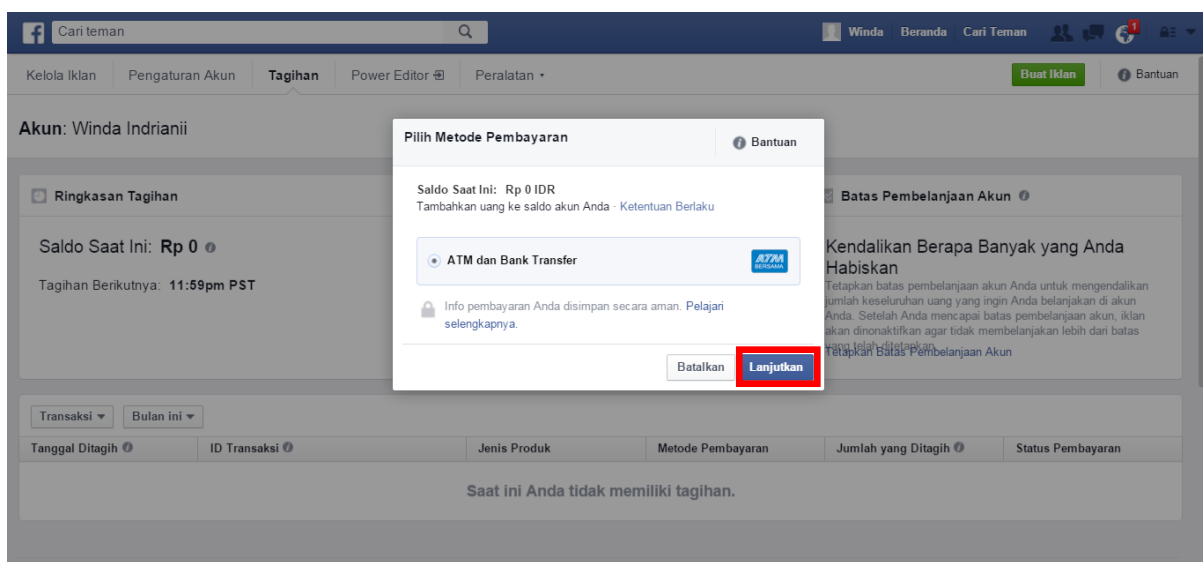 f
Cari teman
Winda Beranda Cari Teman
1
Kelola Iklan Pengaturan Akun Tagihan Power Editor Peralatan
Buat Iklan Bantuan
Akun: Winda Indrianii
Pilih Metode Pembayaran Bantuan
Saldo Saat Ini: Rp 0 IDR
Tambahkan uang ke saldo akun Anda · Ketentuan Berlaku
ATM dan Bank Transfer
ATM
BERSAMA
Info pembayaran Anda disimpan secara aman. Pelajari
selengkapnya.
Batalkan Lanjutkan
Ringkasan Tagihan
Saldo Saat Ini: Rp 0
Tagihan Berikutnya: 11:59pm PST
Batas Pembelanjaan Akun
Kendalikan Berapa Banyak yang Anda
Habiskan
Tetapkan batas pembelanjaan akun Anda untuk mengendalikan
jumlah keseluruhan uang yang ingin Anda belanjakan di akun
Anda. Setelah Anda mencapai batas pembelanjaan akun, iklan
akan dinonaktifkan agar tidak membelanjakan lebih dari batas
yang telah ditetapkan.
Tetapkan Batas Pembelanjaan Akun
Transaksi Bulan ini
Tanggal Ditagih ID Transaksi Jenis Produk Metode Pembayaran Jumlah yang Ditagih Status Pembayaran
Saat ini Anda tidak memiliki tagihan.